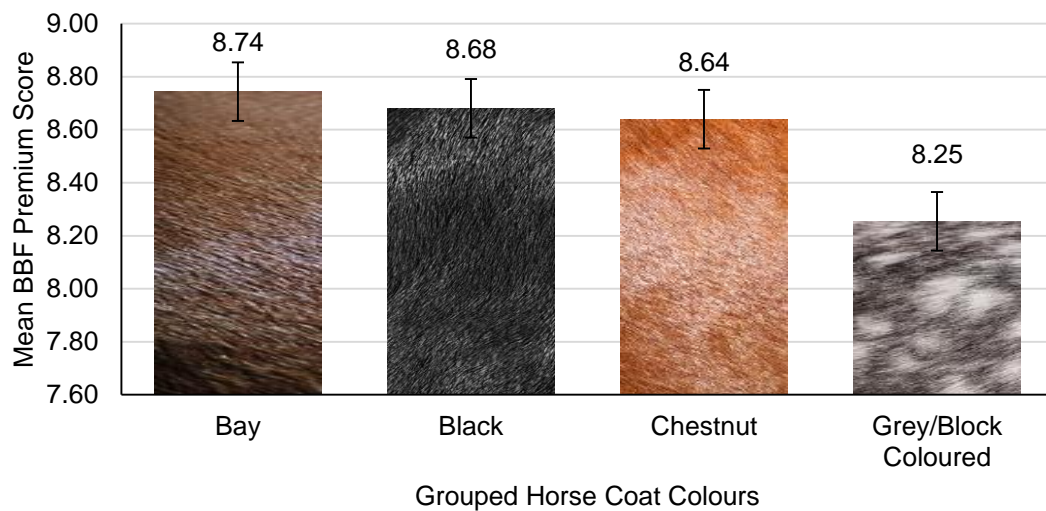 Mean BBF Premium Score
9.00
8.80
8.60
8.40
8.20
8.00
7.80
7.60
8.74
8.68
8.64
8.25
Bay
Black
Chestnut
Grey/Block
Coloured
Grouped Horse Coat Colours